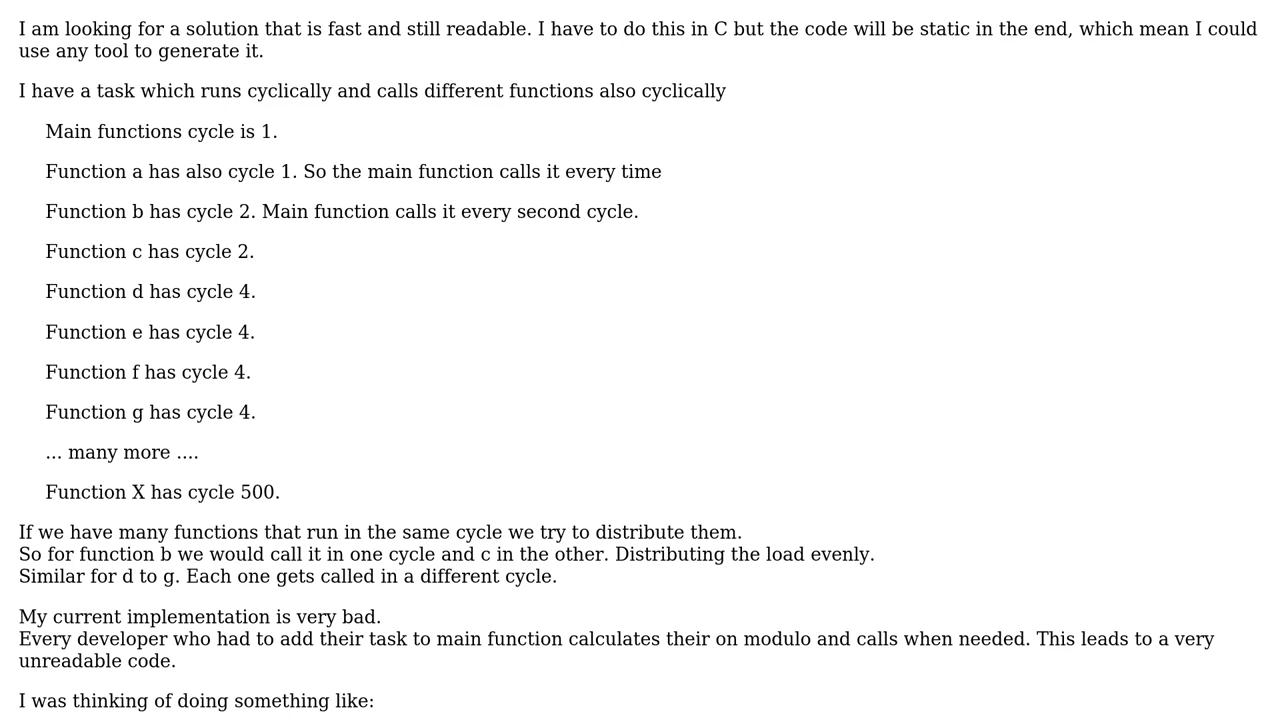 I am looking for a solution that is fast and still readable. I have to do this in C but the code will be static in the end, which mean I could
use any tool to generate it.
I have a task which runs cyclically and calls different functions also cyclically
Main functions cycle is 1.
Function a has also cycle 1. So the main function calls it every time
Function b has cycle 2. Main function calls it every second cycle.
Function c has cycle 2.
Function d has cycle 4.
Function e has cycle 4.
Function f has cycle 4.
Function g has cycle 4.
... many more ....
Function X has cycle 500.
If we have many functions that run in the same cycle we try to distribute them.
So for function b we would call it in one cycle and c in the other. Distributing the load evenly.
Similar for d to g. Each one gets called in a different cycle.
My current implementation is very bad.
Every developer who had to add their task to main function calculates their on modulo and calls when needed. This leads to a very
unreadable code.
I was thinking of doing something like: